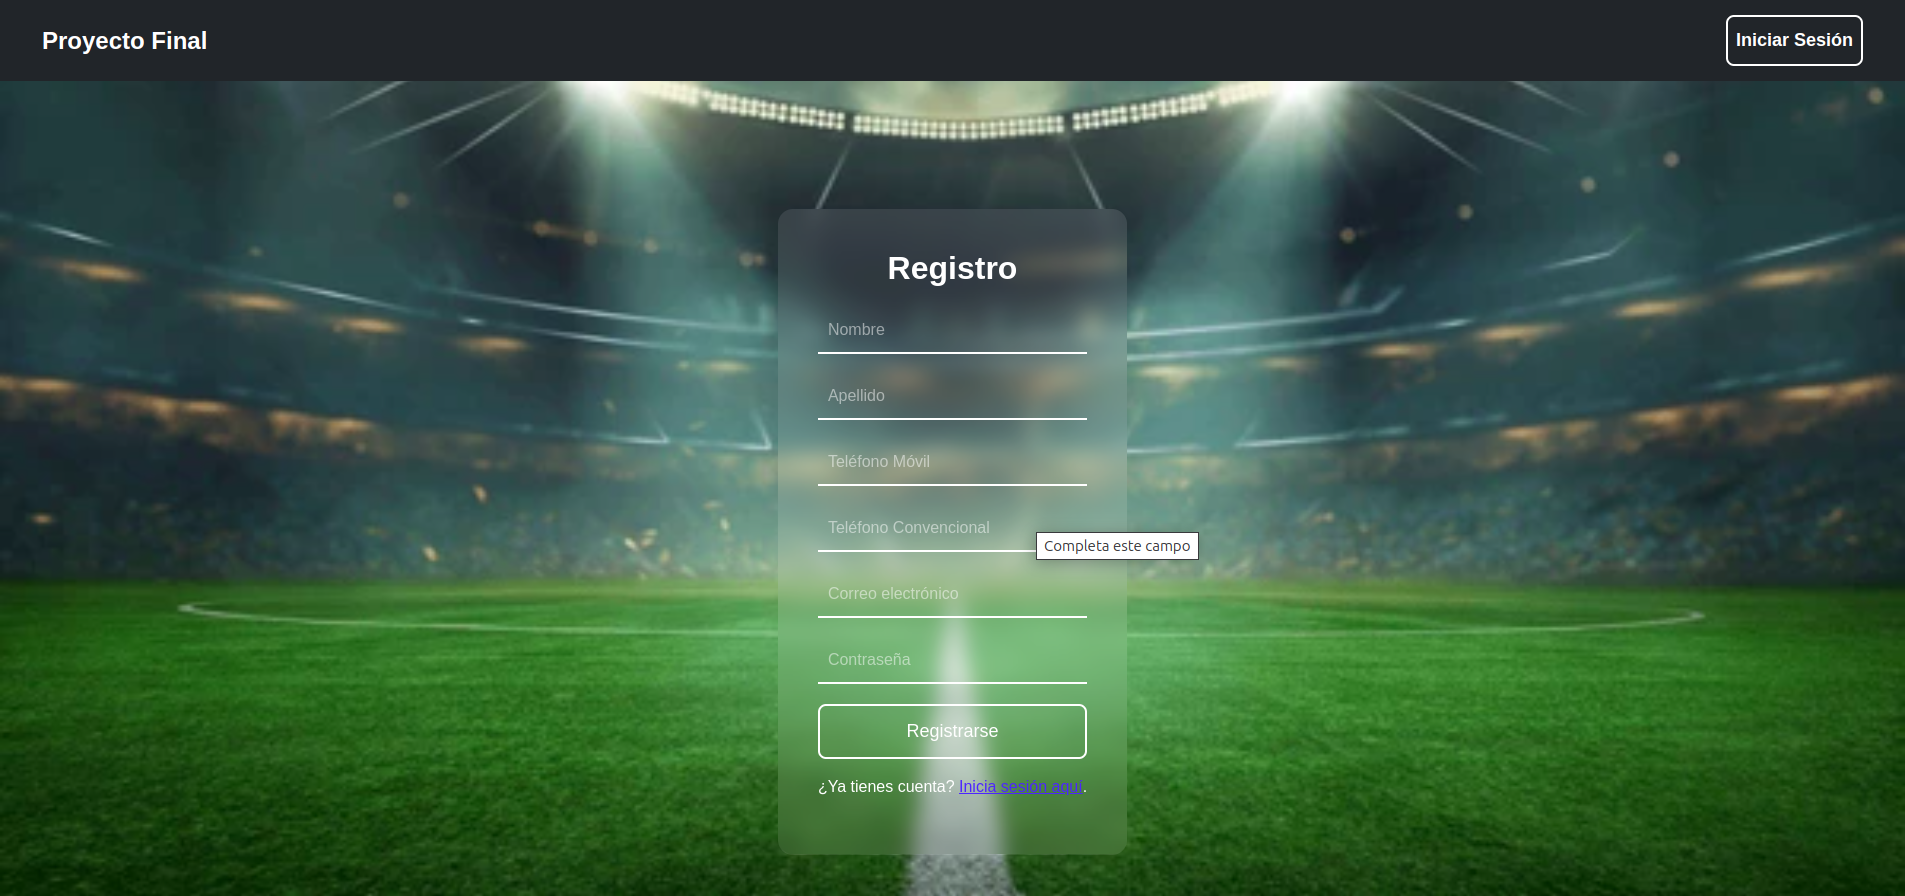 Proyecto Final
Iniciar Sesión
Registro
Nombre
Apellido
Teléfono Móvil
Teléfono Convencional
Completa este campo
Correo electrónico
Contraseña
Registrarse
¿Ya tienes cuenta? Inicia sesión aquí.